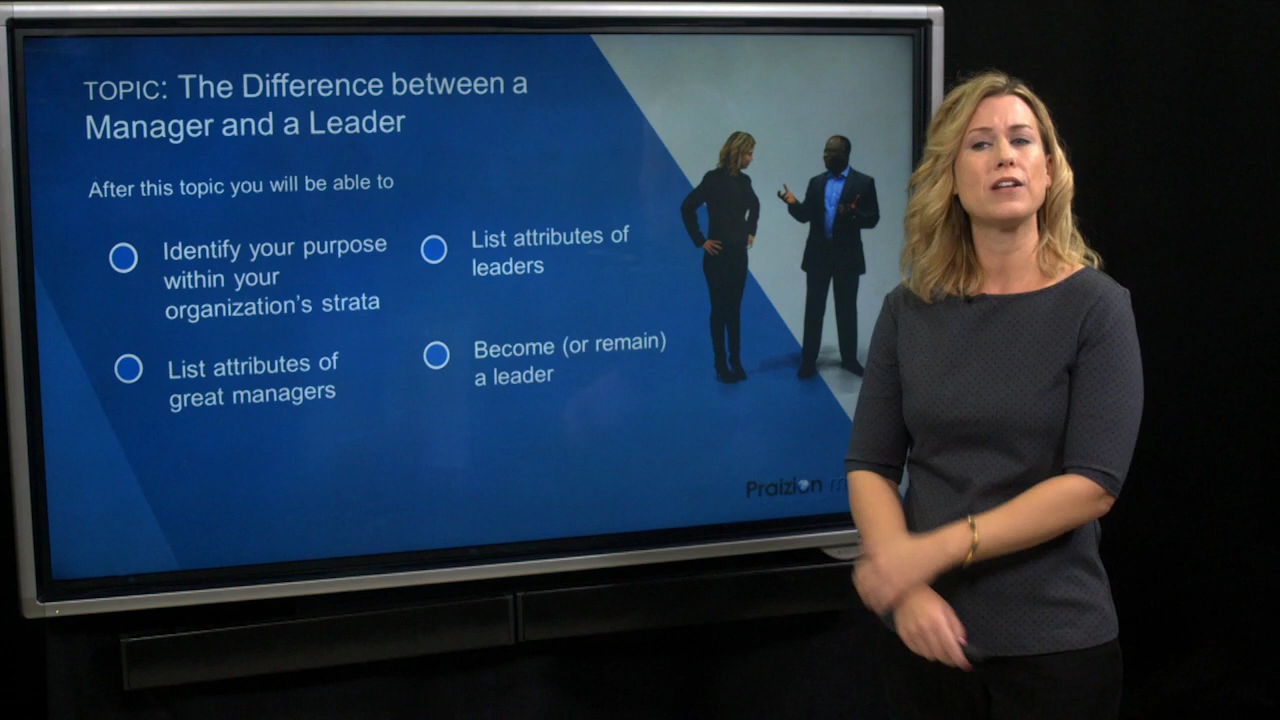 TOPIC: The Difference between a
Manager and a Leader
After this topic you will be able to
Identify your purpose
within your
organization's strata
List attributes of
great managers
List attributes of
leaders
Become (or remain)
a leader
Praizion